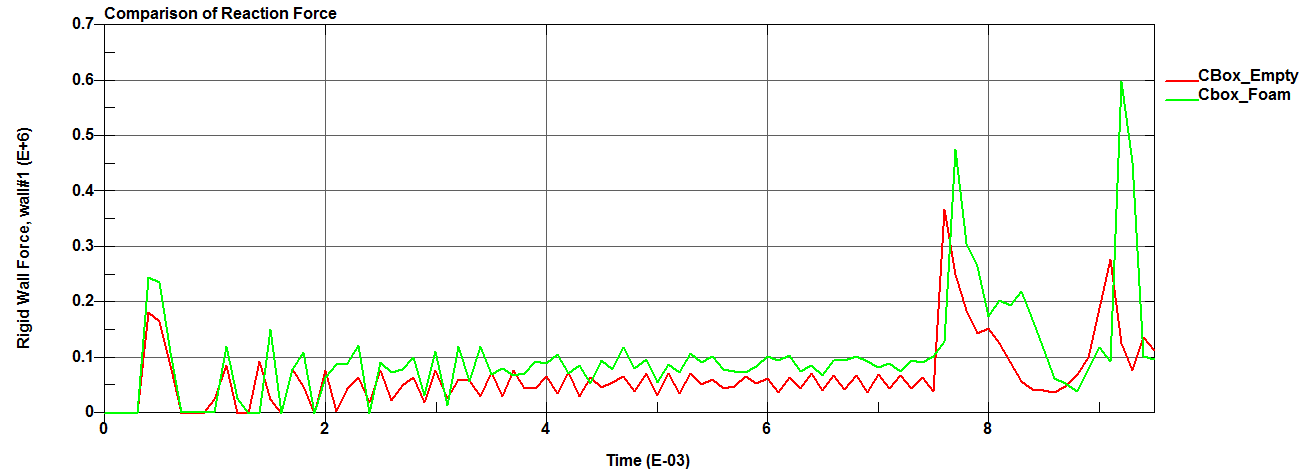 Comparison of Reaction Force
0.7
0.6
0.5
0.4
0.3
0.2
0.1
0
Rigid Wall Force, wall#1 (E+6)
0
2
4
6
8
Time (E-03)
CBox_Empty
Cbox_Foam